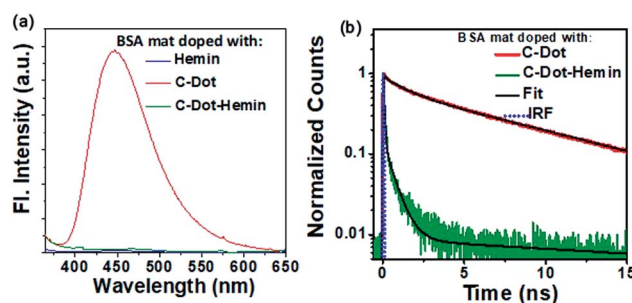 (a)
BSA mat doped with:
Hemin
C-Dot
C-Dot-Hemin
Fl. Intensity (a.u.)
400 450 500 550 600 650
Wavelength (nm)
(b)
BSA mat doped with:
C-Dot
C-Dot-Hemin
Fit
IRF
Normalized Counts
1
0.1
0.01
0 5 10 15
Time (ns)